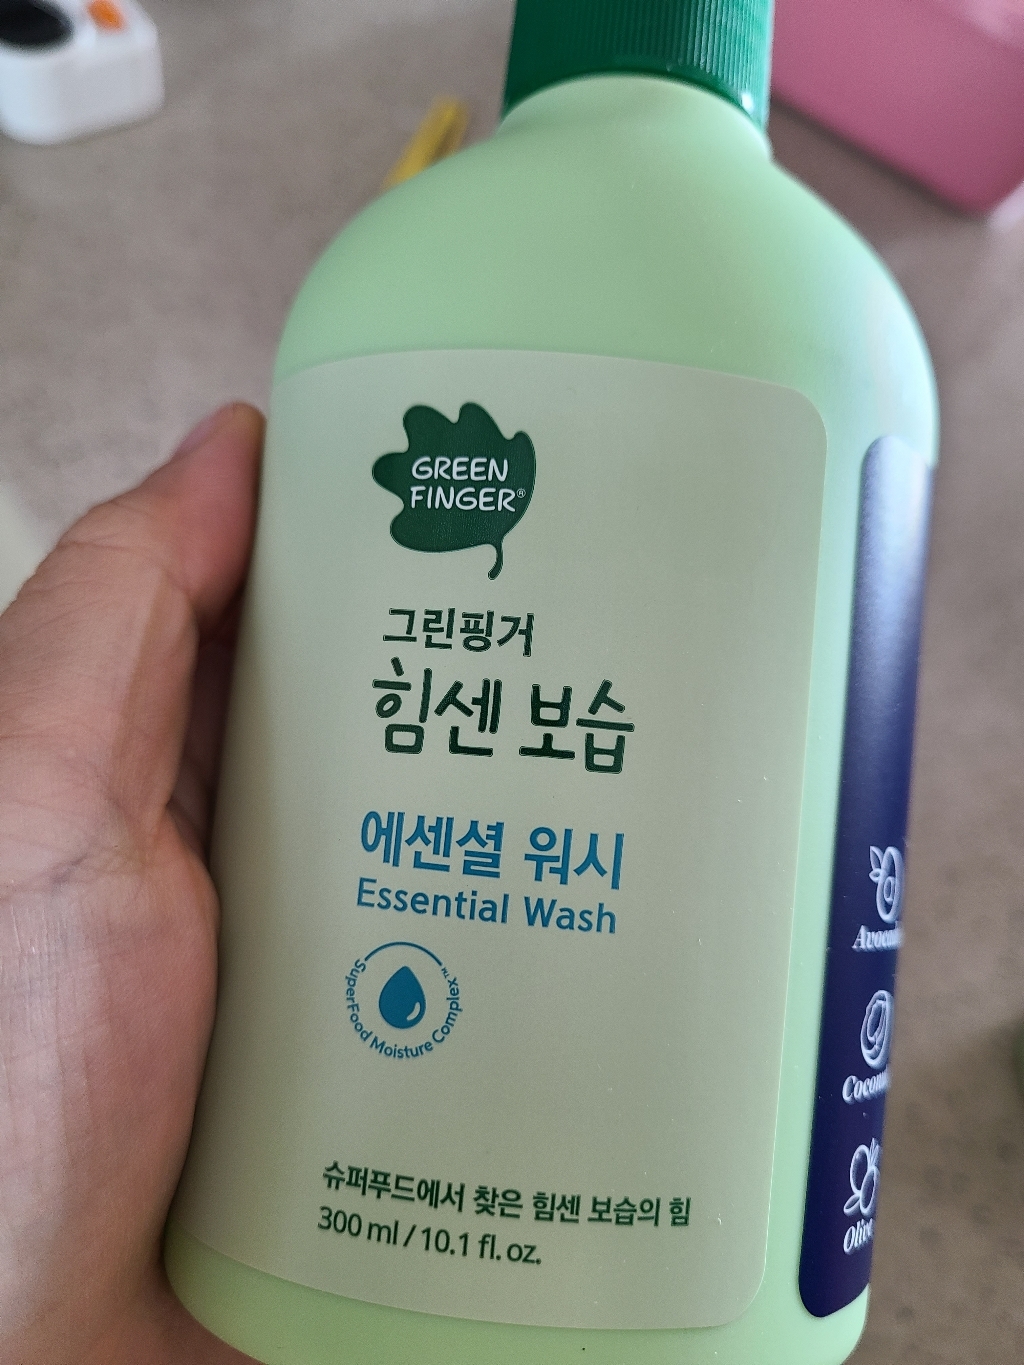 GREEN
FINGER®
그린핑거
힘센 보습
에센셜 워시
Essential Wash
SuperFood Moisture Complex™
슈퍼푸드에서 찾은 힘센 보습의 힘
300 ml / 10.1 fl. oz.
Olive